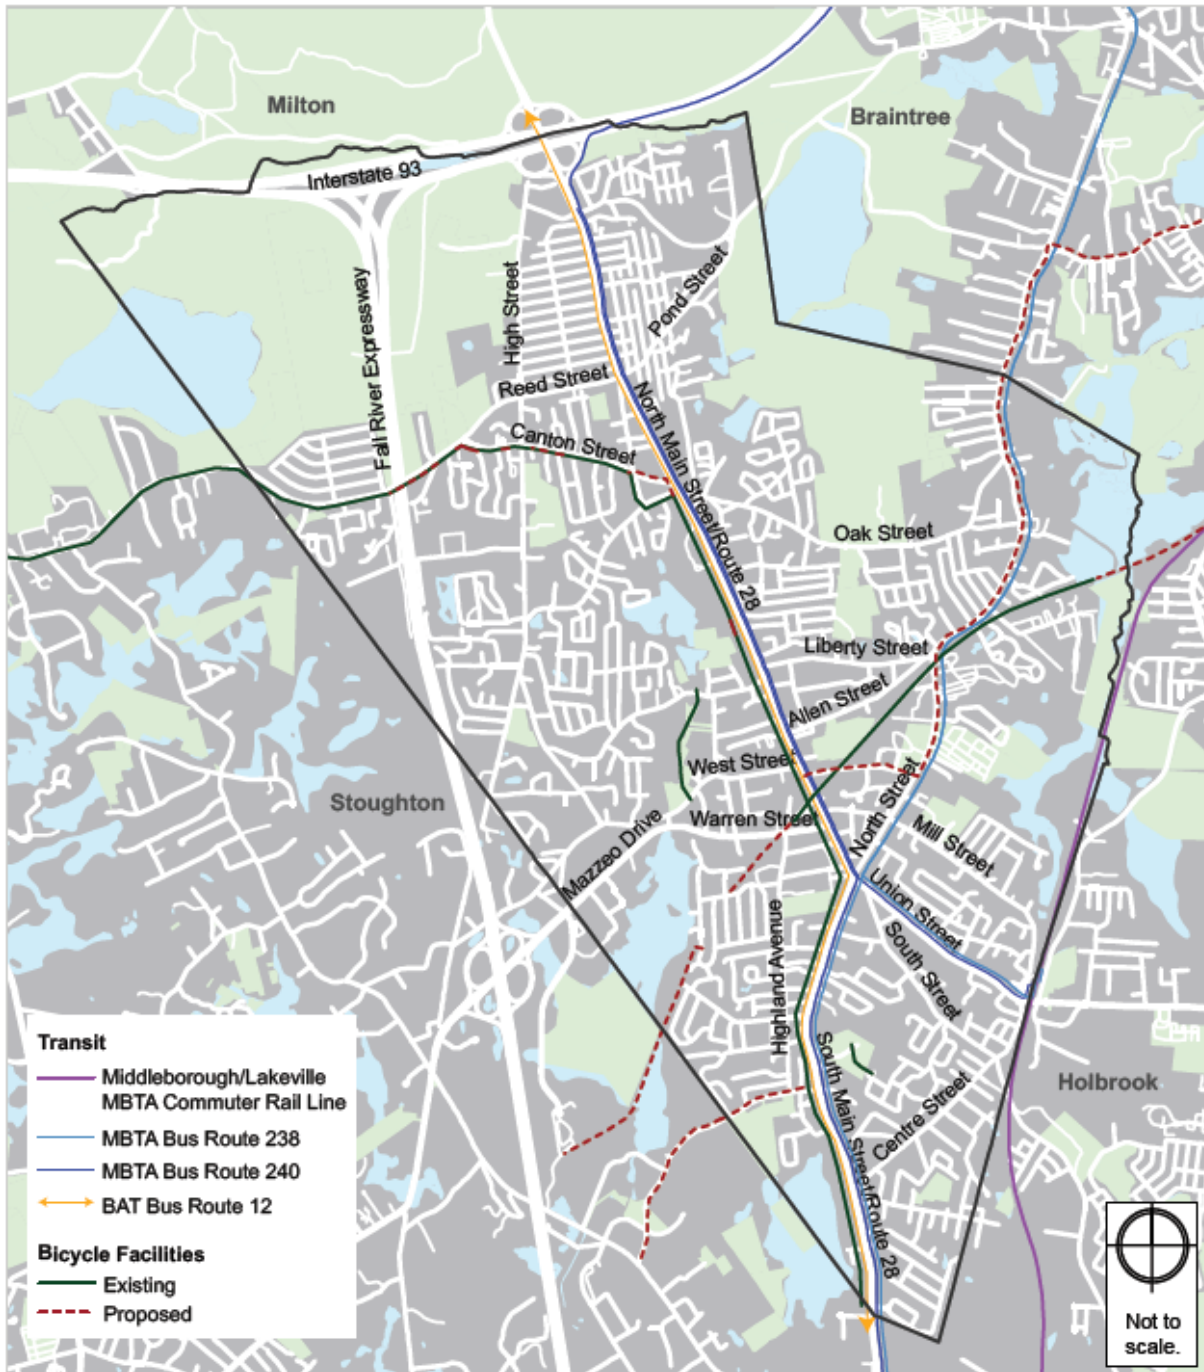 Milton
Braintree
Interstate 93
High Street
Pond Street
Fall River Expressway
Reed Street
North Main Street/Route 28
Canton Street
Oak Street
Liberty Street
Allen Street
West Street
Stoughton
Warren Street
North Street
Mazzeo Drive
Mill Street
Union Street
Highland Avenue
South Street
South Main Street/Route 28
Centre Street
Holbrook
Transit
Middleborough/Lakeville
MBTA Commuter Rail Line
MBTA Bus Route 238
MBTA Bus Route 240
BAT Bus Route 12
Bicycle Facilities
Existing
Proposed
Not to
scale.